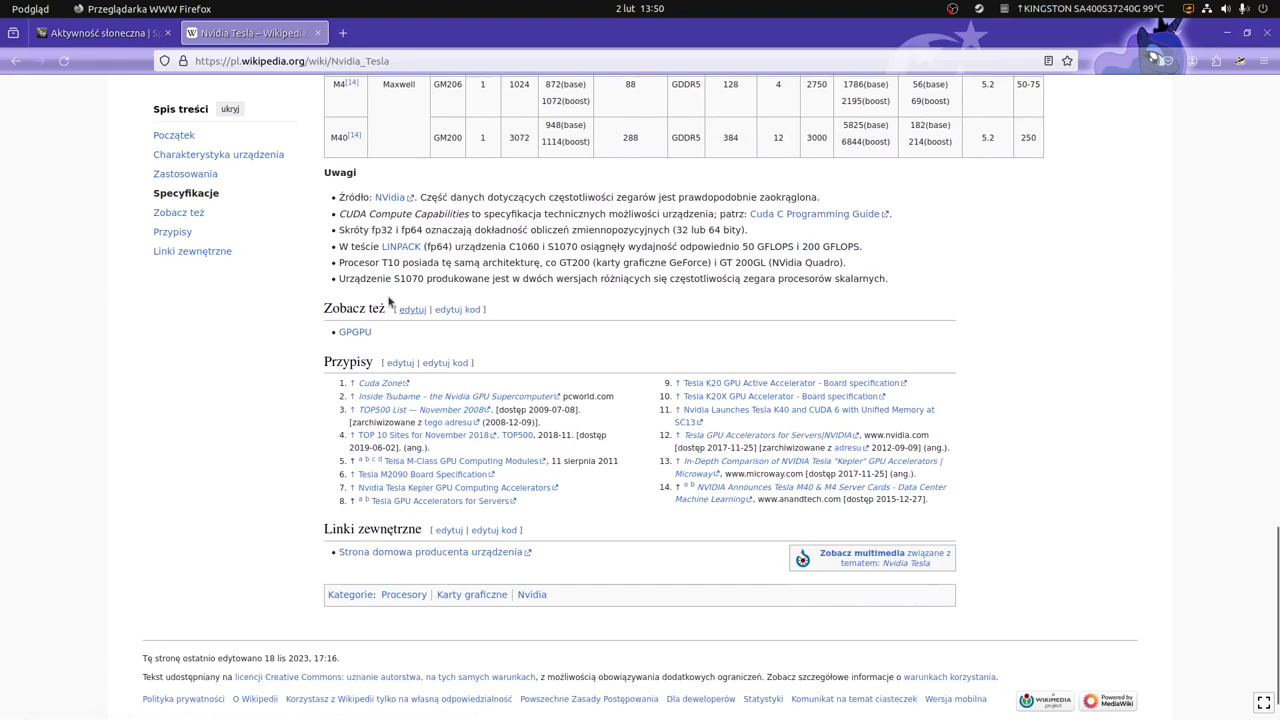 Podgląd Przeglądarka WWW 2 lut 13:50 KINGSTON SA400S37240G 99°C
Aktywność słoneczna | S Nvidia Tesla – Wikipedia
https://pl.wikipedia.org/wiki/Nvidia_Tesla
Spis treści ukryj
Początek
Charakterystyka urządzenia
Zastosowania
Specyfikacje
Zobacz też
Przypisy
Linki zewnętrzne
M4[14] Maxwell GM206 1 1024 872(base) 88 GDDR5 128 4 2750 1786(base) 56(base) 5.2 50-75
1072(boost) 2195(boost) 69(boost)
M40[14] GM200 1 3072 948(base) 288 GDDR5 384 12 3000 5825(base) 182(base) 5.2 250
1114(boost) 6844(boost) 214(boost)
Uwagi
• Źródło: NVidia. Część danych dotyczących częstotliwości zegarów jest prawdopodobnie zaokrąglona.
• CUDA Compute Capabilities to specyfikacja technicznych możliwości urządzenia; patrz: Cuda C Programming Guide.
• Skróty fp32 i fp64 oznaczają dokładność obliczeń zmiennopozycyjnych (32 lub 64 bity).
• W teście LINPACK (fp64) urządzenia C1060 i S1070 osiągnęły wydajność odpowiednio 50 GFLOPS i 200 GFLOPS.
• Procesor T10 posiada tę samą architekturę, co GT200 (karty graficzne GeForce) i GT 200GL (NVidia Quadro).
• Urządzenie S1070 produkowane jest w dwóch wersjach różniących się częstotliwością zegara procesorów skalarnych.
Zobacz też [ edytuj | edytuj kod ]
• GPGPU
Przypisy [ edytuj | edytuj kod ]
1. ↑ Cuda Zone
2. ↑ Inside Tsubame – the Nvidia GPU Supercomputer pcworld.com
3. ↑ TOP500 List — November 2008. [dostęp 2009-07-08].
[zarchiwizowane z tego adresu (2008-12-09)].
4. ↑ TOP 10 Sites for November 2018. TOP500, 2018-11. [dostęp
2019-06-02]. (ang.).
5. ↑ a b c d Telsa M-Class GPU Computing Modules, 11 sierpnia 2011
6. ↑ Tesla M2090 Board Specification
7. ↑ Nvidia Tesla Kepler GPU Computing Accelerators
8. ↑ a b Tesla GPU Accelerators for Servers
9. ↑ Tesla K20 GPU Active Accelerator - Board specification
10. ↑ Tesla K20X GPU Accelerator - Board specification
11. ↑ Nvidia Launches Tesla K40 and CUDA 6 with Unified Memory at
SC13
12. ↑ Tesla GPU Accelerators for Servers|NVIDIA, www.nvidia.com
[dostęp 2017-11-25] [zarchiwizowane z adresu 2012-09-09] (ang.).
13. ↑ In-Depth Comparison of NVIDIA Tesla "Kepler" GPU Accelerators |
Microway, www.microway.com [dostęp 2017-11-25] (ang.).
14. ↑ a b NVIDIA Announces Tesla M40 & M4 Server Cards - Data Center
Machine Learning, www.anandtech.com [dostęp 2015-12-27].
Linki zewnętrzne [ edytuj | edytuj kod ]
• Strona domowa producenta urządzenia
Zobacz multimedia związane z
tematem: Nvidia Tesla
Kategorie: Procesory | Karty graficzne | Nvidia
Tę stronę ostatnio edytowano 18 lis 2023, 17:16.
Tekst udostępniany na licencji Creative Commons: uznanie autorstwa, na tych samych warunkach, z możliwością obowiązywania dodatkowych ograniczeń. Zobacz szczegółowe informacje o warunkach korzystania.
Polityka prywatności O Wikipedii Korzystasz z Wikipedii tylko na własną odpowiedzialność Powszechne Zasady Postępowania Dla deweloperów Statystyki Komunikat na temat ciasteczek Wersja mobilna
WIKIMEDIA
project
Powered by
MediaWiki